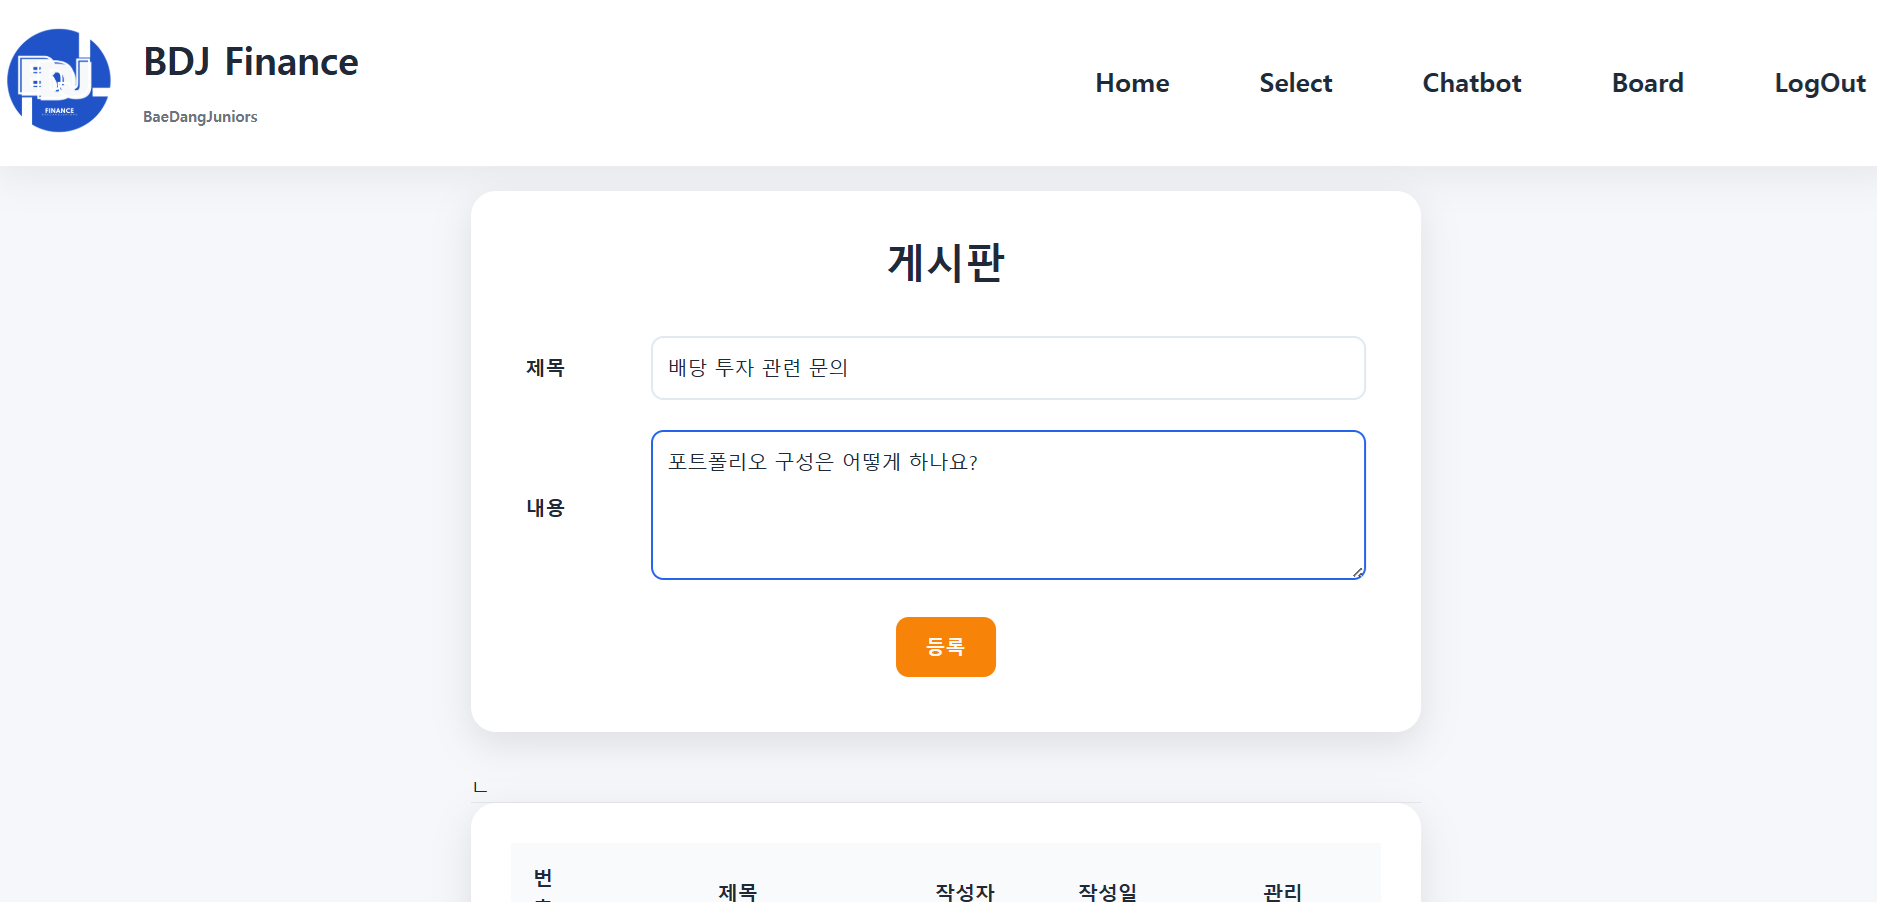 BDJ
FINANCE
BDJ Finance
BaeDangJuniors
Home Select Chatbot Board LogOut
게시판
제목 배당 투자 관련 문의
내용 포트폴리오 구성은 어떻게 하나요?
등록
ㄴ
번 제목 작성자 작성일 관리